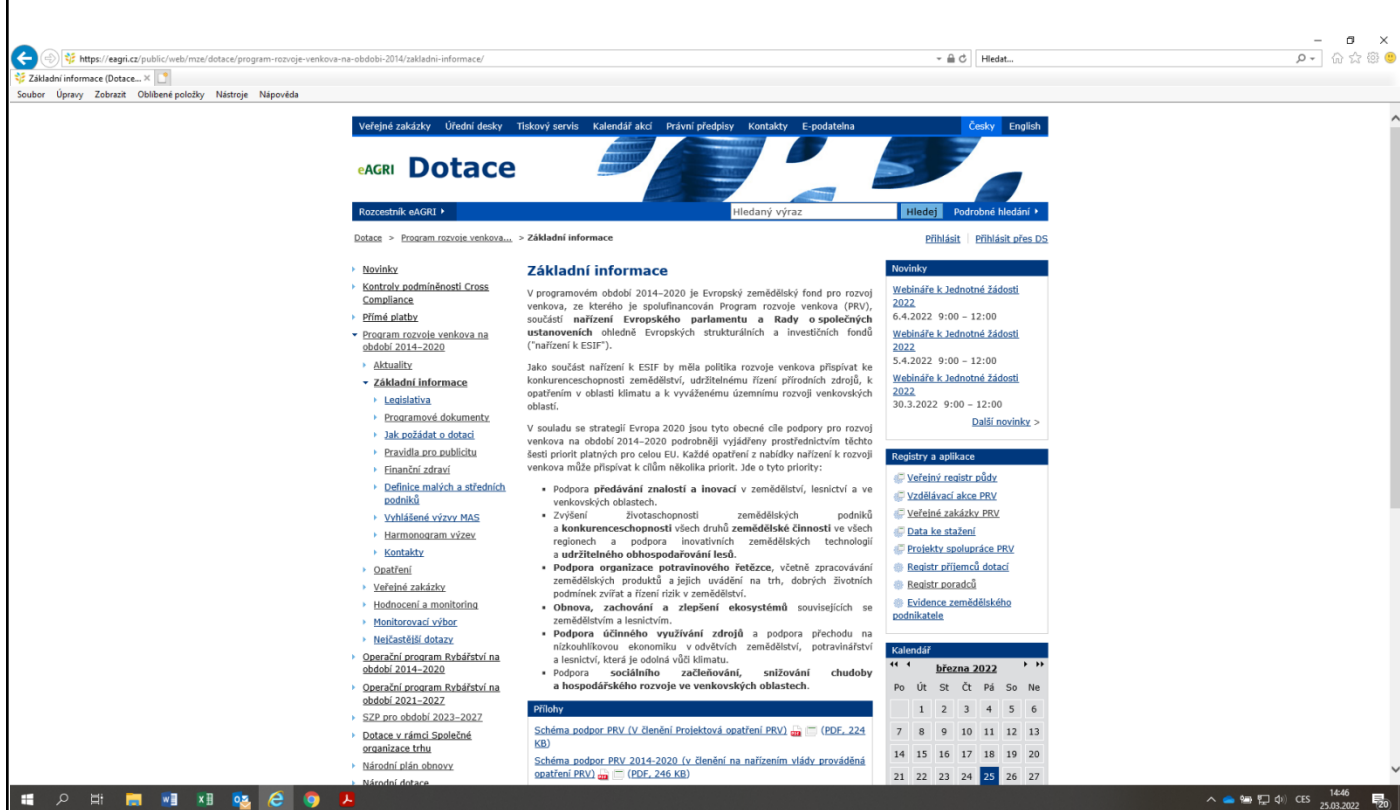 https://eagri.cz/public/web/mze/dotace/program-rozvoje-venkova-na-obdobi-2014/zakladni-informace/
Hledat...
Základní informace (Dotace...
Soubor Úpravy Zobrazit Oblíbené položky Nástroje Nápověda
Veřejné zakázky Úřední desky Tiskový servis Kalendář akcí Právní předpisy Kontakty E-podatelna Česky English
eAGRI Dotace
Rozcestník eAGRI
Hledaný výraz
Hledej
Podrobné hledání
Dotace > Program rozvoje venkova... > Základní informace
Přihlásit | Přihlásit přes DS
Novinky
Kontroly podmíněnosti Cross
Compliance
Přímé platby
Program rozvoje venkova na
období 2014–2020
Aktuality
Základní informace
Legislativa
Programové dokumenty
Jak požádat o dotaci
Pravidla pro publicitu
Finanční zdraví
Definice malých a středních
podniků
Vyhlášené výzvy MAS
Harmonogram výzev
Kontakty
Opatření
Veřejné zakázky
Hodnocení a monitoring
Monitorovací výbor
Nejčastější dotazy
Operační program Rybářství na
období 2014–2020
Operační program Rybářství na
období 2021–2027
SZP pro období 2023–2027
Dotace v rámci Společné
organizace trhu
Národní plán obnovy
Národní dotace
Základní informace
V programovém období 2014–2020 je Evropský zemědělský fond pro rozvoj
venkova, ze kterého je spolufinancován Program rozvoje venkova (PRV),
součástí nařízení Evropského parlamentu a Rady o společných
ustanoveních ohledně Evropských strukturálních a investičních fondů
("nařízení k ESIF").
Jako součást nařízení k ESIF by měla politika rozvoje venkova přispívat ke
konkurenceschopnosti zemědělství, udržitelnému řízení přírodních zdrojů, k
opatřením v oblasti klimatu a k vyváženému územnímu rozvoji venkovských
oblastí.
V souladu se strategií Evropa 2020 jsou tyto obecné cíle podpory pro rozvoj
venkova na období 2014–2020 podrobněji vyjádřeny prostřednictvím těchto
šesti priorit platných pro celou EU. Každé opatření z nabídky nařízení k rozvoji
venkova může přispívat k cílům několika priorit. Jde o tyto priority:
• Podpora předávání znalostí a inovací v zemědělství, lesnictví a ve
venkovských oblastech.
• Zvýšení životaschopnosti zemědělských podniků
a konkurenceschopnosti všech druhů zemědělské činnosti ve všech
regionech a podpora inovativních zemědělských technologií
a udržitelného obhospodařování lesů.
• Podpora organizace potravinového řetězce, včetně zpracovávání
zemědělských produktů a jejich uvádění na trh, dobrých životních
podmínek zvířat a řízení rizik v zemědělství.
• Obnova, zachování a zlepšení ekosystémů souvisejících se
zemědělstvím a lesnictvím.
• Podpora účinného využívání zdrojů a podpora přechodu na
nízkouhlíkovou ekonomiku v odvětvích zemědělství, potravinářství
a lesnictví, která je odolná vůči klimatu.
• Podpora sociálního začleňování, snižování chudoby
a hospodářského rozvoje ve venkovských oblastech.
Přílohy
Schéma podpor PRV (V členění Projektová opatření PRV) (PDF, 224
KB)
Schéma podpor PRV 2014-2020 (v členění na nařízením vlády prováděná
opatření PRV) (PDF, 246 KB)
Novinky
Webináře k Jednotné žádosti
2022
6.4.2022 9:00 – 12:00
Webináře k Jednotné žádosti
2022
5.4.2022 9:00 – 12:00
Webináře k Jednotné žádosti
2022
30.3.2022 9:00 – 12:00
Další novinky >
Registry a aplikace
Veřejný registr půdy
Vzdělávací akce PRV
Veřejné zakázky PRV
Data ke stažení
Projekty spolupráce PRV
Registr příjemců dotací
Registr poradců
Evidence zemědělského
podnikatele
Kalendář
března 2022
Po Út St Čt Pá So Ne
1 2 3 4 5 6
7 8 9 10 11 12 13
14 15 16 17 18 19 20
21 22 23 24 25 26 27
CES
14:46
25.03.2022